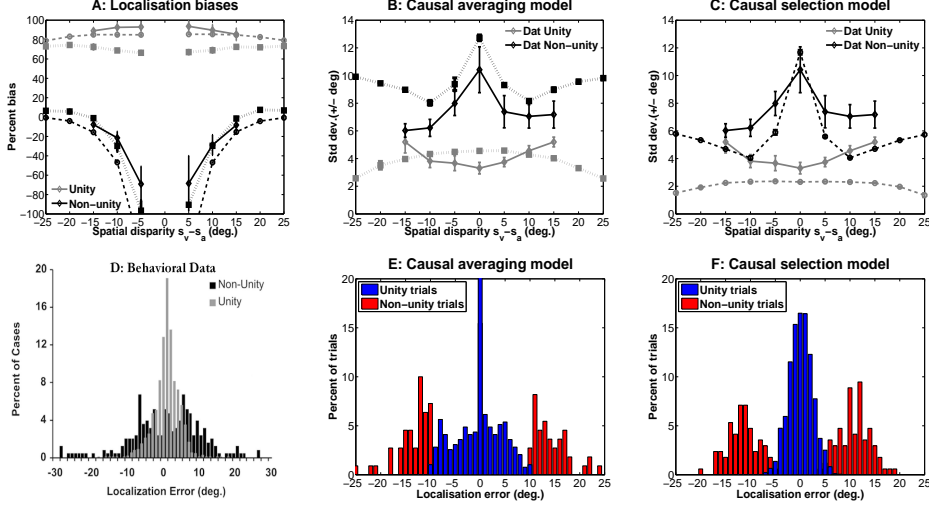 A: Localisation biases
100
80
60
40
20
0
−20
−40
−60
−80
−100
Percent bias
Unity
Non−unity
−25 −20 −15 −10 −5 0 5 10 15 20 25
Spatial disparity s_v−s_a (deg.)
B: Causal averaging model
14
12
10
8
6
4
2
0
Std dev.(+/− deg)
Dat Unity
Dat Non−unity
−25 −20 −15 −10 −5 0 5 10 15 20 25
Spatial disparity s_v−s_a (deg.)
C: Causal selection model
14
12
10
8
6
4
2
0
Std dev.(+/− deg)
Dat Unity
Dat Non−unity
−25 −20 −15 −10 −5 0 5 10 15 20 25
Spatial disparity s_v−s_a (deg.)
D: Behavioral Data
20
16
12
8
4
0
Percent of Cases
Non-Unity
Unity
-30 -20 -10 0 10 20 30
Localization Error (deg.)
E: Causal averaging model
20
15
10
5
0
Percent of trials
Unity trials
Non−unity trials
−25 −20 −15 −10 −5 0 5 10 15 20 25
Localisation error (deg.)
F: Causal selection model
20
15
10
5
0
Percent of trials
Unity trials
Non−unity trials
−25 −20 −15 −10 −5 0 5 10 15 20 25
Localisation error (deg.)